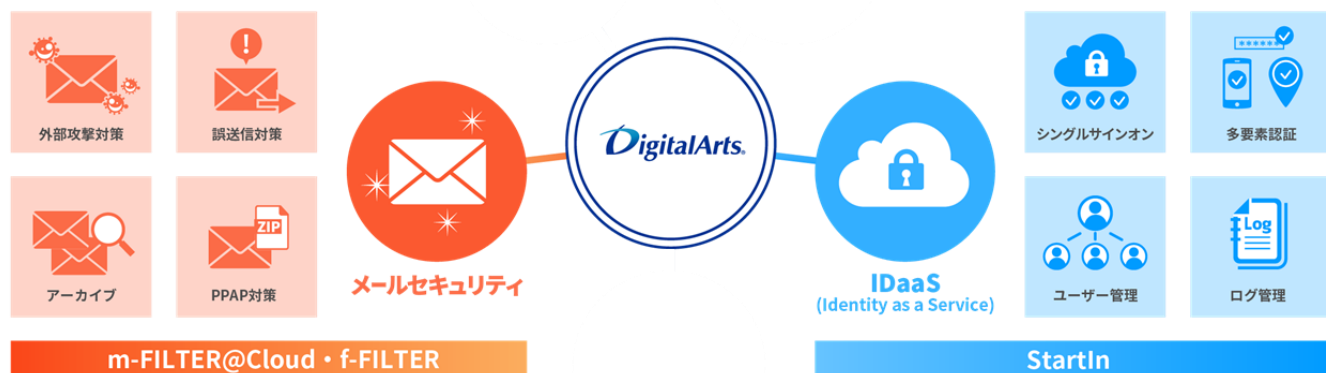 外部攻撃対策
誤送信対策
ZIP
アーカイブ
PPAP対策
メールセキュリティ
DigitalArts®
IDaaS
(Identity as a Service)
シングルサインオン
******
多要素認証
ユーザー管理
Log
ログ管理
m-FILTER@Cloud・f-FILTER
StartIn